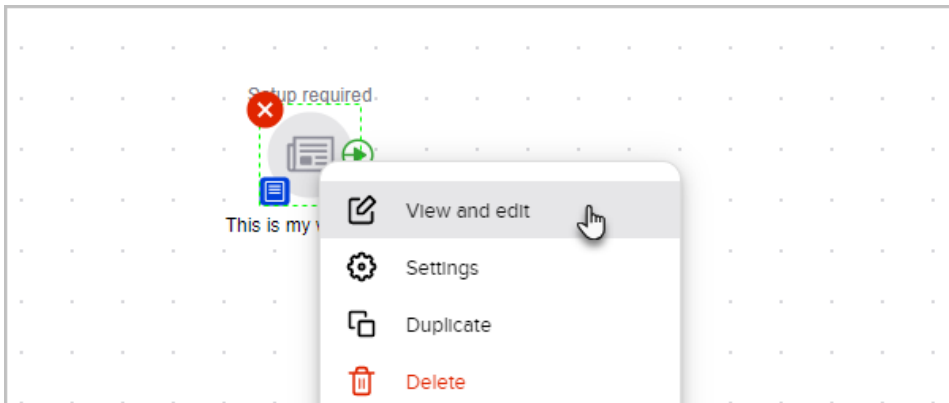 Setup required
This is my
View and edit
Settings
Duplicate
Delete